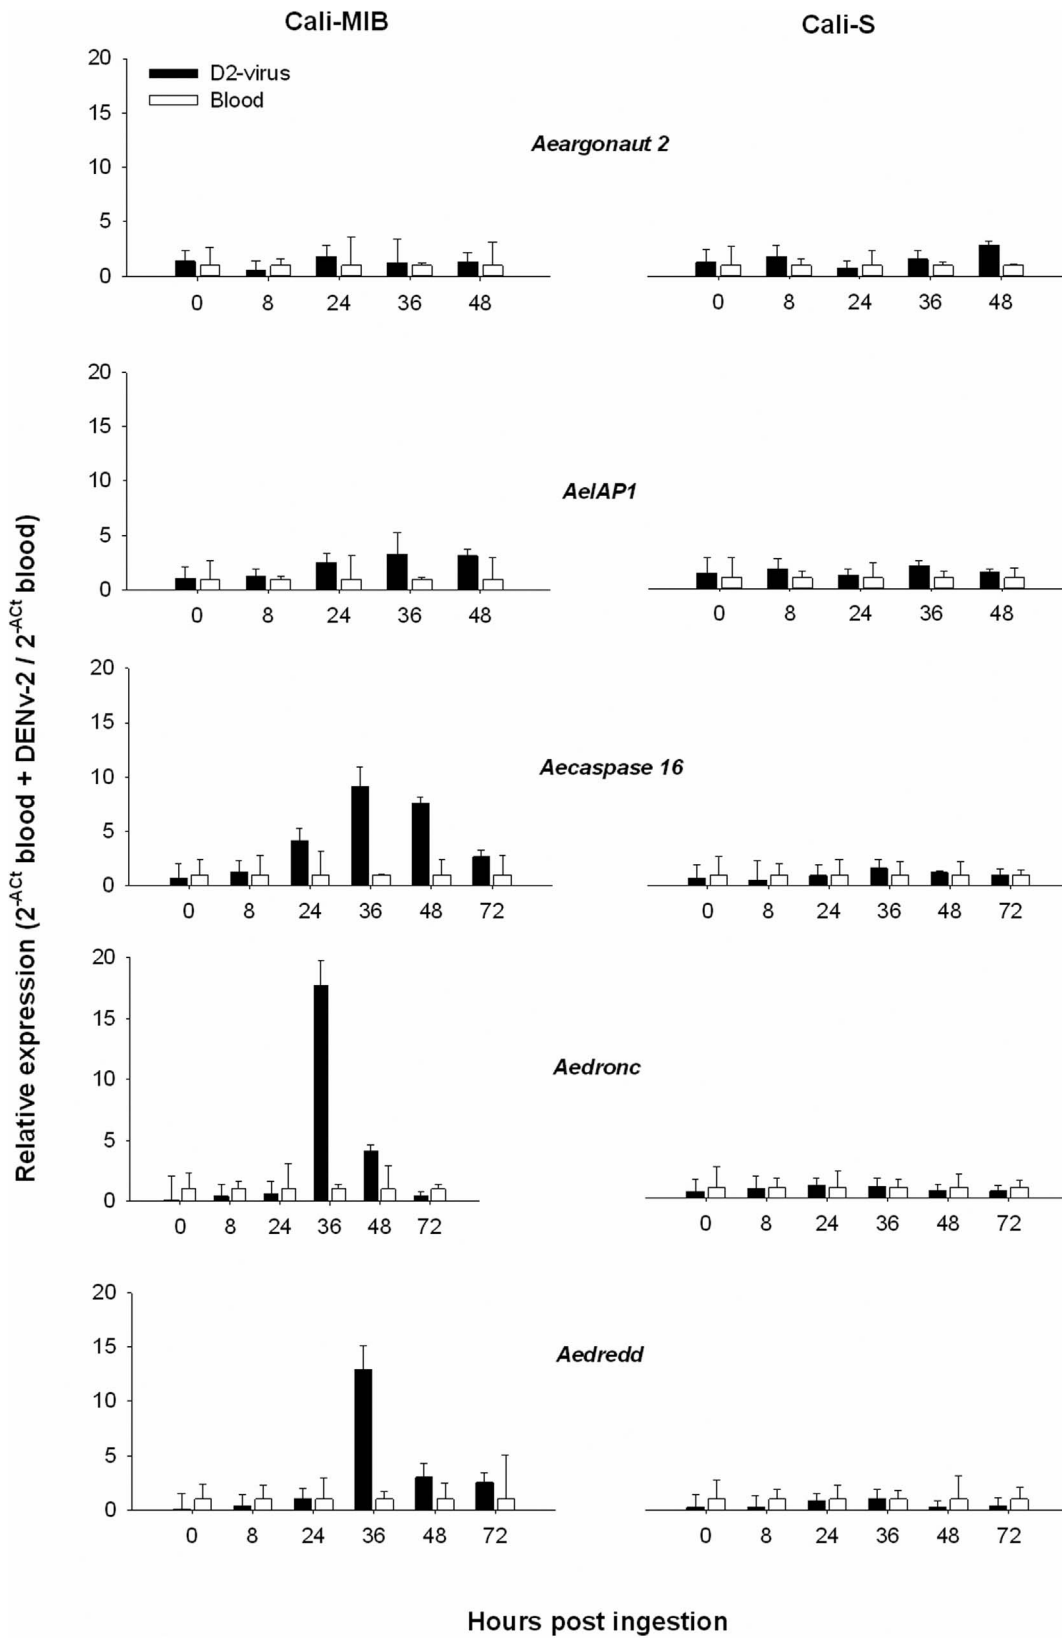 Cali-MIB Cali-S
D2-virus
Blood
20
15
10
5
0
Aeargonaut 2
0 8 24 36 48
0 8 24 36 48
20
15
10
5
0
AeIAP1
0 8 24 36 48
0 8 24 36 48
20
15
10
5
0
Aecaspase 16
0 8 24 36 48 72
0 8 24 36 48 72
20
15
10
5
0
Aedronc
0 8 24 36 48 72
0 8 24 36 48 72
20
15
10
5
0
Aedredd
0 8 24 36 48 72
0 8 24 36 48 72
Relative expression (2^-ACt blood + DENv-2 / 2^-ACt blood)
Hours post ingestion